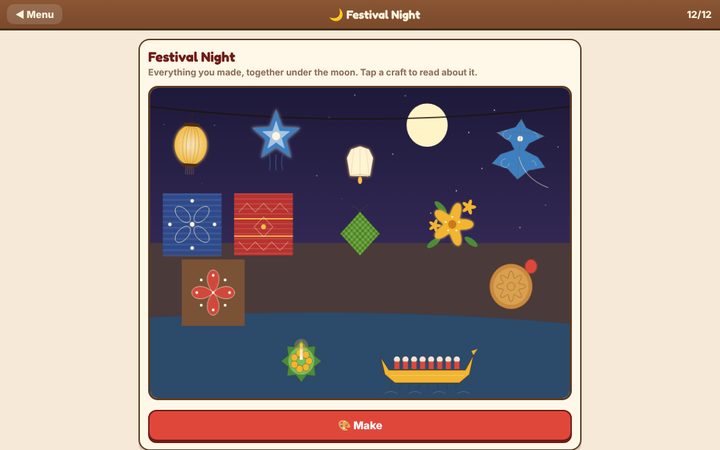 ◀ Menu
🌙 Festival Night
12/12
Festival Night
Everything you made, together under the moon. Tap a craft to read about it.
🎨 Make